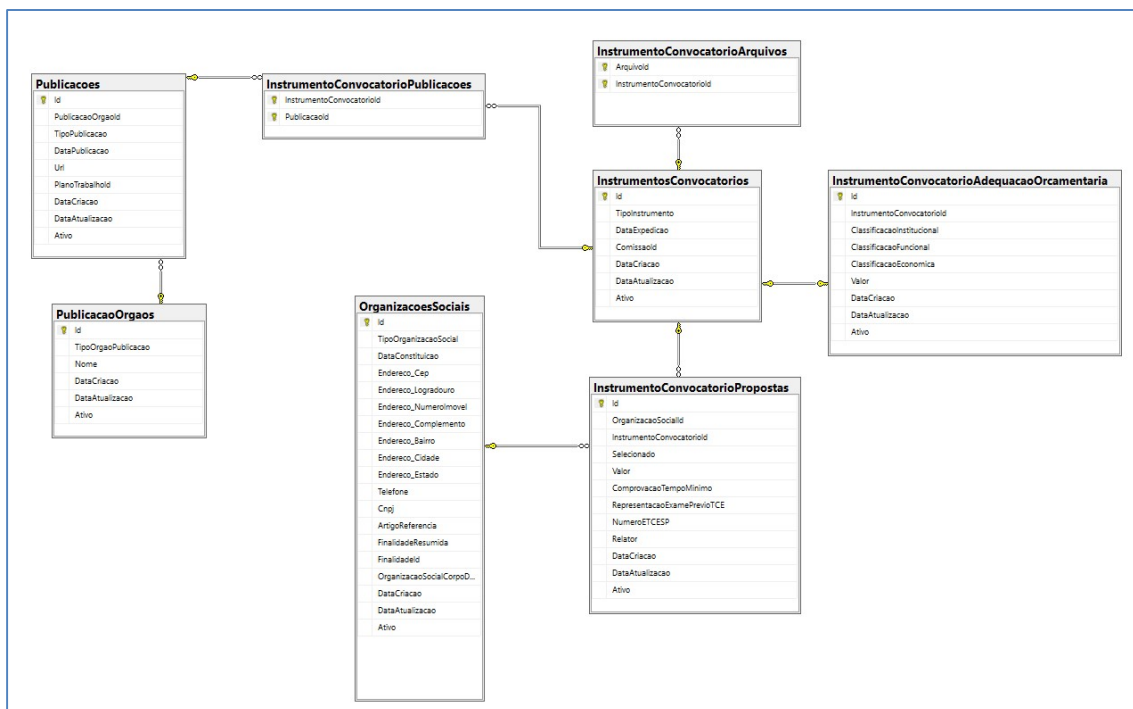 Publicacoes
Id
PublicacaoOrgaoId
TipoPublicacao
DataPublicacao
Url
PlanoTrabalhoId
DataCriacao
DataAtualizacao
Ativo
InstrumentoConvocatorioPublicacoes
InstrumentoConvocatorioId
PublicacaoId
InstrumentoConvocatorioArquivos
ArquivoId
InstrumentoConvocatorioId
InstrumentosConvocatorios
Id
TipoInstrumento
DataExpedicao
ComissaoId
DataCriacao
DataAtualizacao
Ativo
InstrumentoConvocatorioAdequacaoOrcamentaria
Id
InstrumentoConvocatorioId
ClassificacaoInstitucional
ClassificacaoFuncional
ClassificacaoEconomica
Valor
DataCriacao
DataAtualizacao
Ativo
PublicacaoOrgaos
Id
TipoOrgaoPublicacao
Nome
DataCriacao
DataAtualizacao
Ativo
OrganizacoesSociais
Id
TipoOrganizacaoSocial
DataConstituicao
Endereco_Cep
Endereco_Logradouro
Endereco_NumeroImovel
Endereco_Complemento
Endereco_Bairro
Endereco_Cidade
Endereco_Estado
Telefone
Cnpj
ArtigoReferencia
FinalidadeResumida
FinalidadeId
OrganizacaoSocialCorpoD...
DataCriacao
DataAtualizacao
Ativo
InstrumentoConvocatorioPropostas
Id
OrganizacaoSocialId
InstrumentoConvocatorioId
Selecionado
Valor
ComprovacaoTempoMinimo
RepresentacaoExamePrevioTCE
NumeroETCESP
Relator
DataCriacao
DataAtualizacao
Ativo